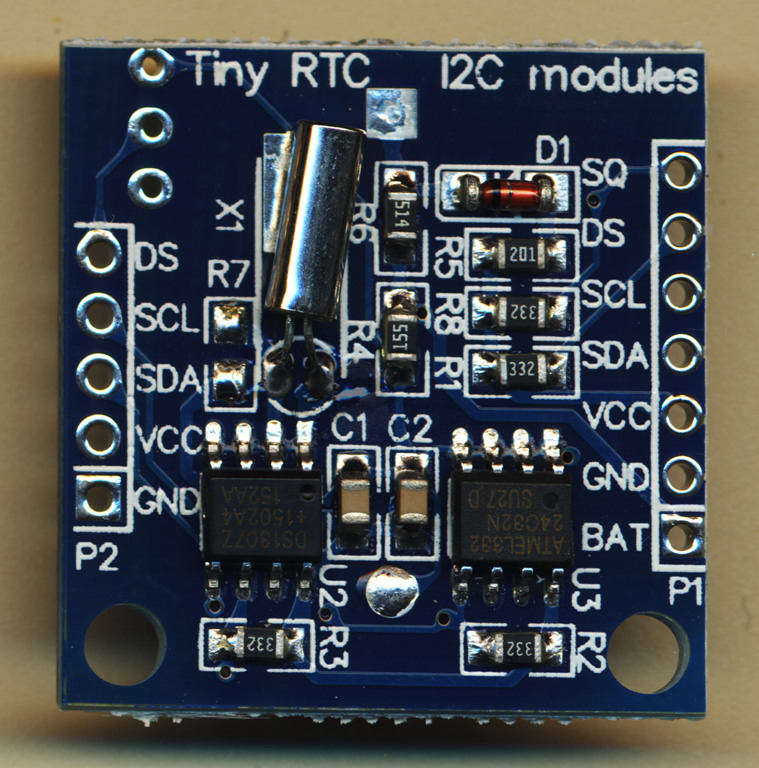 Tiny RTC I2C modules
D1
SQ
X1
R6
514
DS
DS
R5
201
R7
SCL
SCL
R8
332
R4
155
SDA
SDA
R1
332
VCC
VCC
C1
C2
GND
GND
DS1307Z
+1502A4
152AA
ATMEL332
24C32N
SU27 D
BAT
P2
U2
U3
P1
R3
332
R2
332